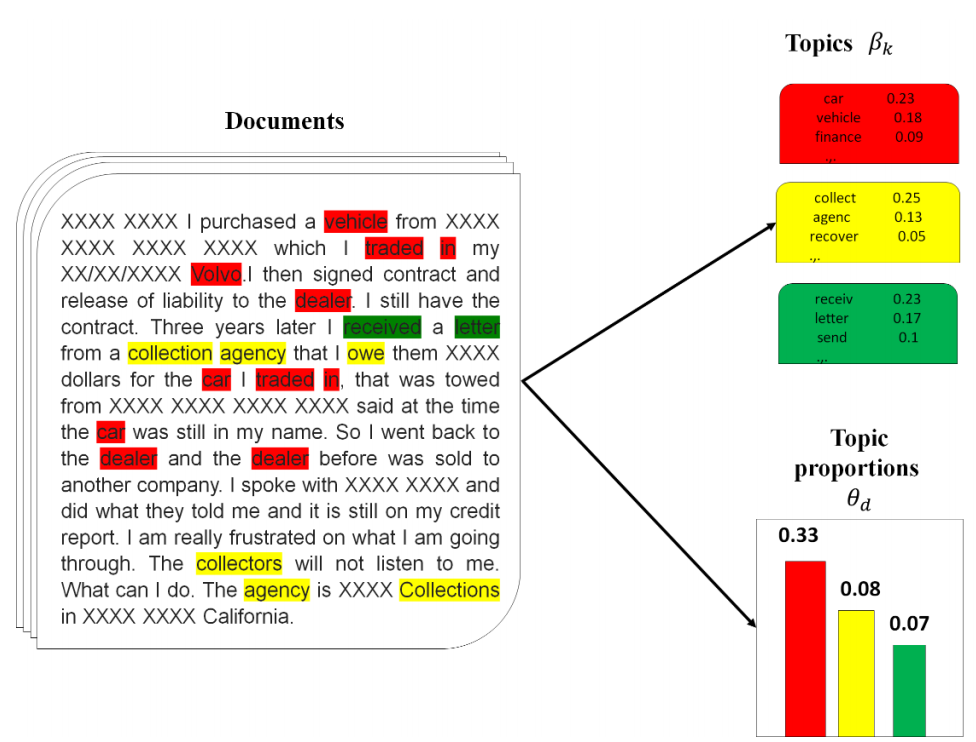 Documents
XXXX XXXX I purchased a vehicle from XXXX
XXXX XXXX XXXX which I traded in my
XX/XX/XXXX Volvo.I then signed contract and
release of liability to the dealer. I still have the
contract. Three years later I received a letter
from a collection agency that I owe them XXXX
dollars for the car I traded in, that was towed
from XXXX XXXX XXXX XXXX said at the time
the car was still in my name. So I went back to
the dealer and the dealer before was sold to
another company. I spoke with XXXX XXXX and
did what they told me and it is still on my credit
report. I am really frustrated on what I am going
through. The collectors will not listen to me.
What can I do. The agency is XXXX Collections
in XXXX XXXX California.
Topics βk
car 0.23
vehicle 0.18
finance 0.09
...
collect 0.25
agenc 0.13
recover 0.05
...
receiv 0.23
letter 0.17
send 0.1
...
Topic
proportions
θd
0.33
0.08
0.07